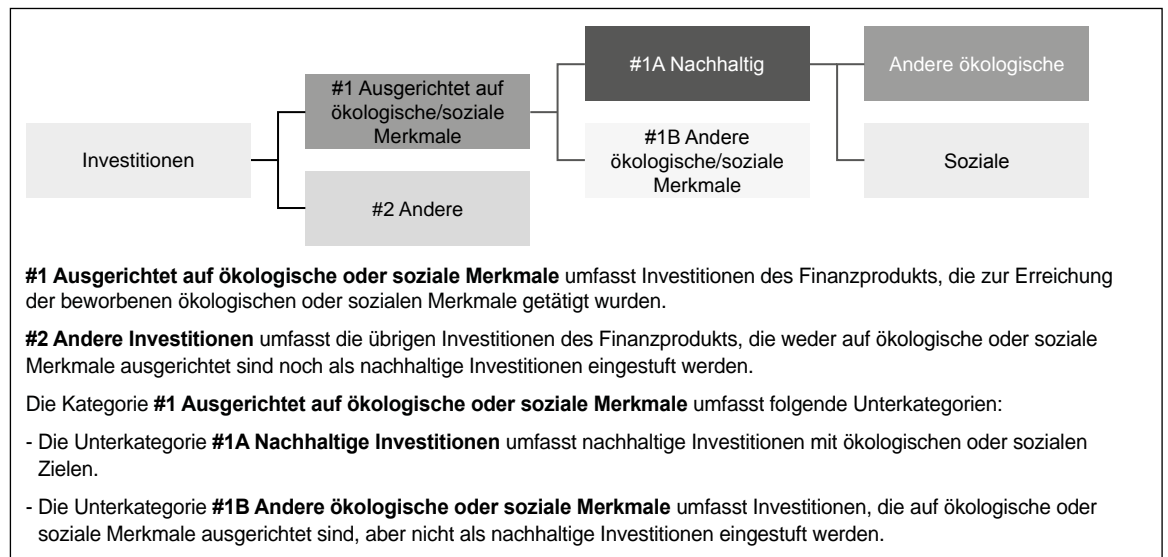 Investitionen
#1 Ausgerichtet auf
ökologische/soziale
Merkmale
#2 Andere
#1A Nachhaltig
#1B Andere
ökologische/soziale
Merkmale
Andere ökologische
Soziale
#1 Ausgerichtet auf ökologische oder soziale Merkmale umfasst Investitionen des Finanzprodukts, die zur Erreichung
der beworbenen ökologischen oder sozialen Merkmale getätigt wurden.
#2 Andere Investitionen umfasst die übrigen Investitionen des Finanzprodukts, die weder auf ökologische oder soziale
Merkmale ausgerichtet sind noch als nachhaltige Investitionen eingestuft werden.
Die Kategorie #1 Ausgerichtet auf ökologische oder soziale Merkmale umfasst folgende Unterkategorien:
- Die Unterkategorie #1A Nachhaltige Investitionen umfasst nachhaltige Investitionen mit ökologischen oder sozialen
Zielen.
- Die Unterkategorie #1B Andere ökologische oder soziale Merkmale umfasst Investitionen, die auf ökologische oder
soziale Merkmale ausgerichtet sind, aber nicht als nachhaltige Investitionen eingestuft werden.